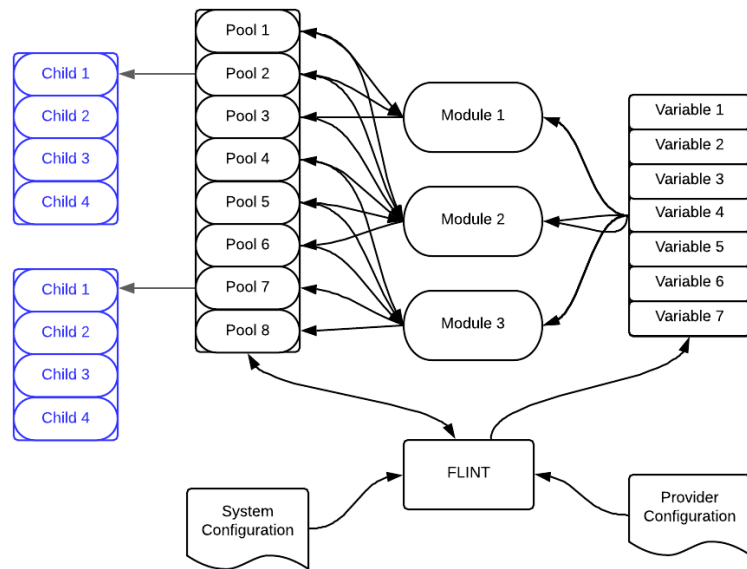 Pool 1
Pool 2
Pool 3
Pool 4
Pool 5
Pool 6
Pool 7
Pool 8
Child 1
Child 2
Child 3
Child 4
Child 1
Child 2
Child 3
Child 4
Module 1
Module 2
Module 3
Variable 1
Variable 2
Variable 3
Variable 4
Variable 5
Variable 6
Variable 7
FLINT
System
Configuration
Provider
Configuration